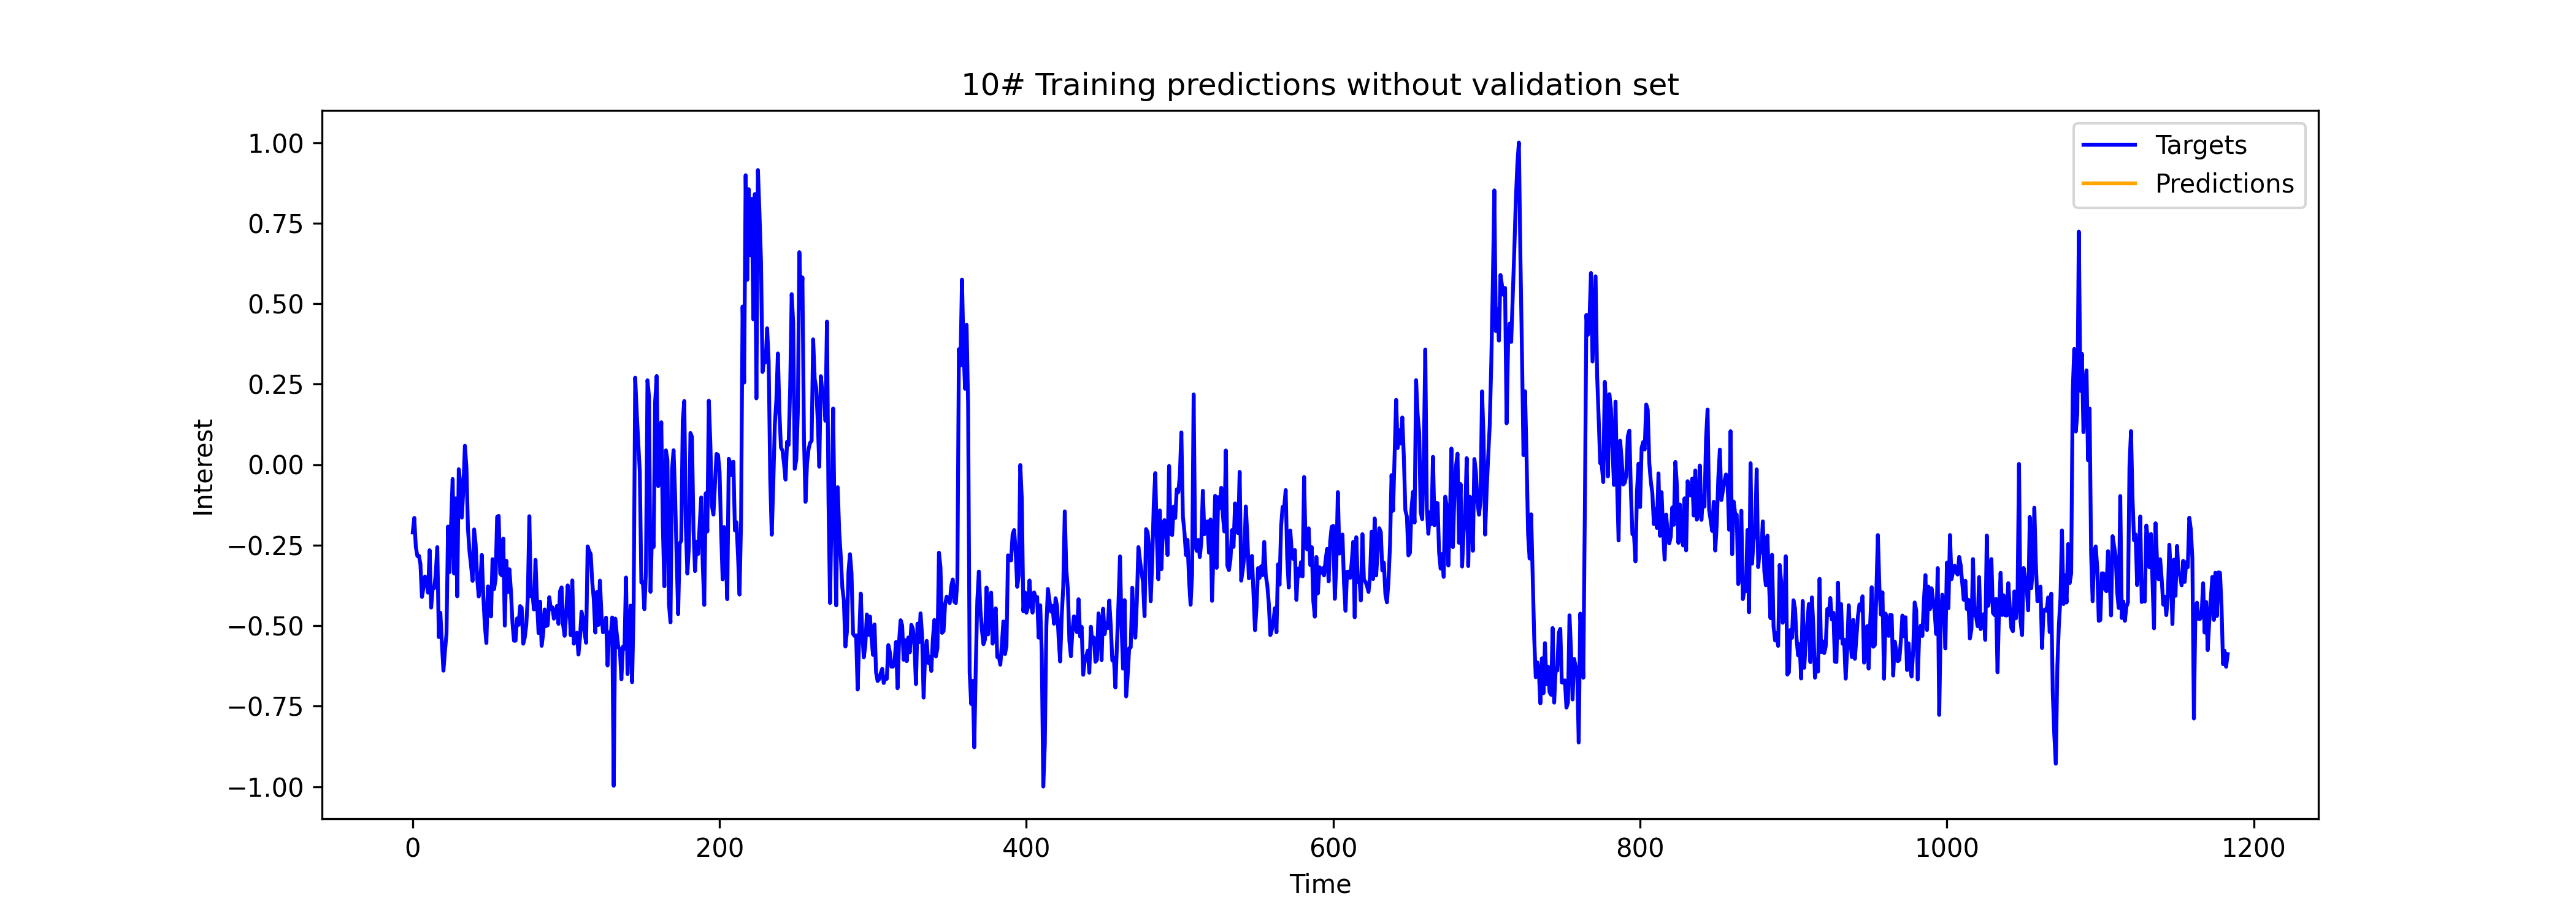 10# Training predictions without validation set
Targets
Predictions
1.00
0.75
0.50
0.25
0.00
−0.25
−0.50
−0.75
−1.00
Interest
0 200 400 600 800 1000 1200
Time